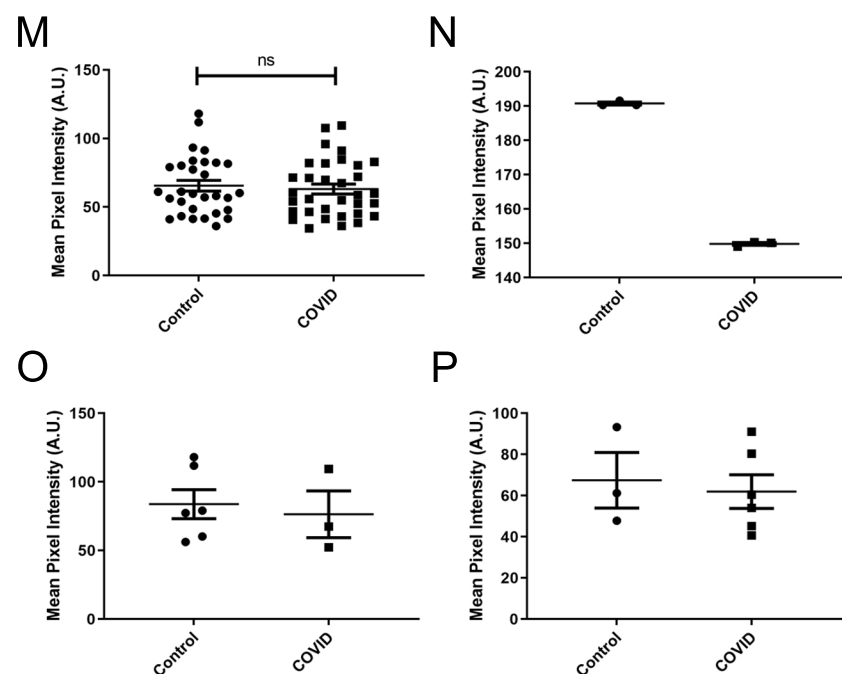 M
ns
Mean Pixel Intensity (A.U.)
150
100
50
0
Control
COVID
N
Mean Pixel Intensity (A.U.)
200
190
180
170
160
150
140
Control
COVID
O
Mean Pixel Intensity (A.U.)
150
100
50
0
Control
COVID
P
Mean Pixel Intensity (A.U.)
100
80
60
40
20
0
Control
COVID